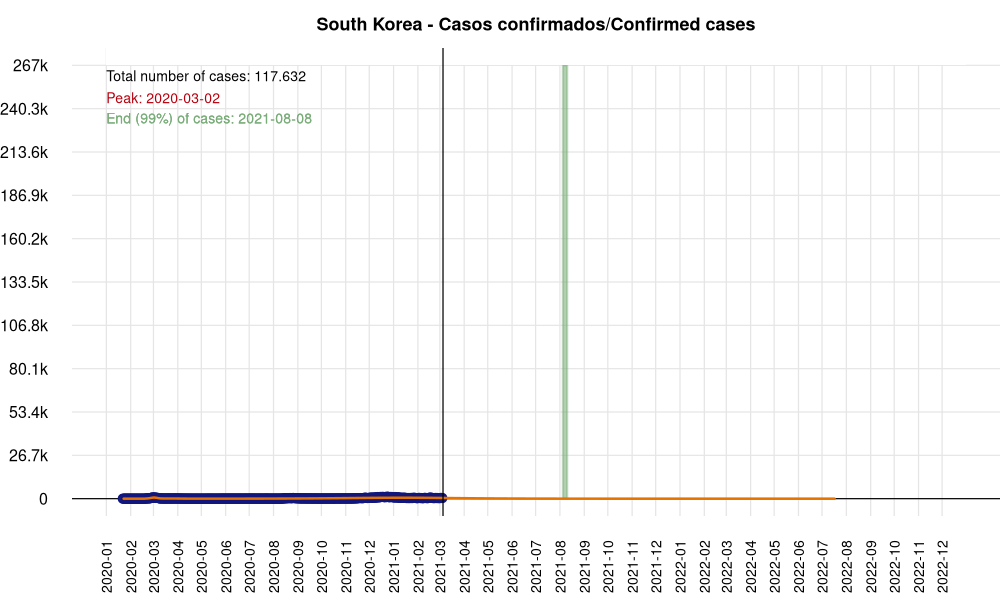 South Korea - Casos confirmados/Confirmed cases
267k
Total number of cases: 117.632
Peak: 2020-03-02
240.3k
End (99%) of cases: 2021-08-08
213.6k
186.9k
160.2k
133.5k
106.8k
80.1k
53.4k
26.7k
0
2020-01
2020-02
2020-03
2020-04
2020-05
2020-06
2020-07
2020-08
2020-09
2020-10
2020-11
2020-12
2021-01
2021-02
2021-03
2021-04
2021-05
2021-06
2021-07
2021-08
2021-10
2021-11
2021-12
2022-01
2022-02
2022-03
2022-04
2022-05
2022-06
2022-07
2022-08
2022-09
2022-10
2022-11
2022-12